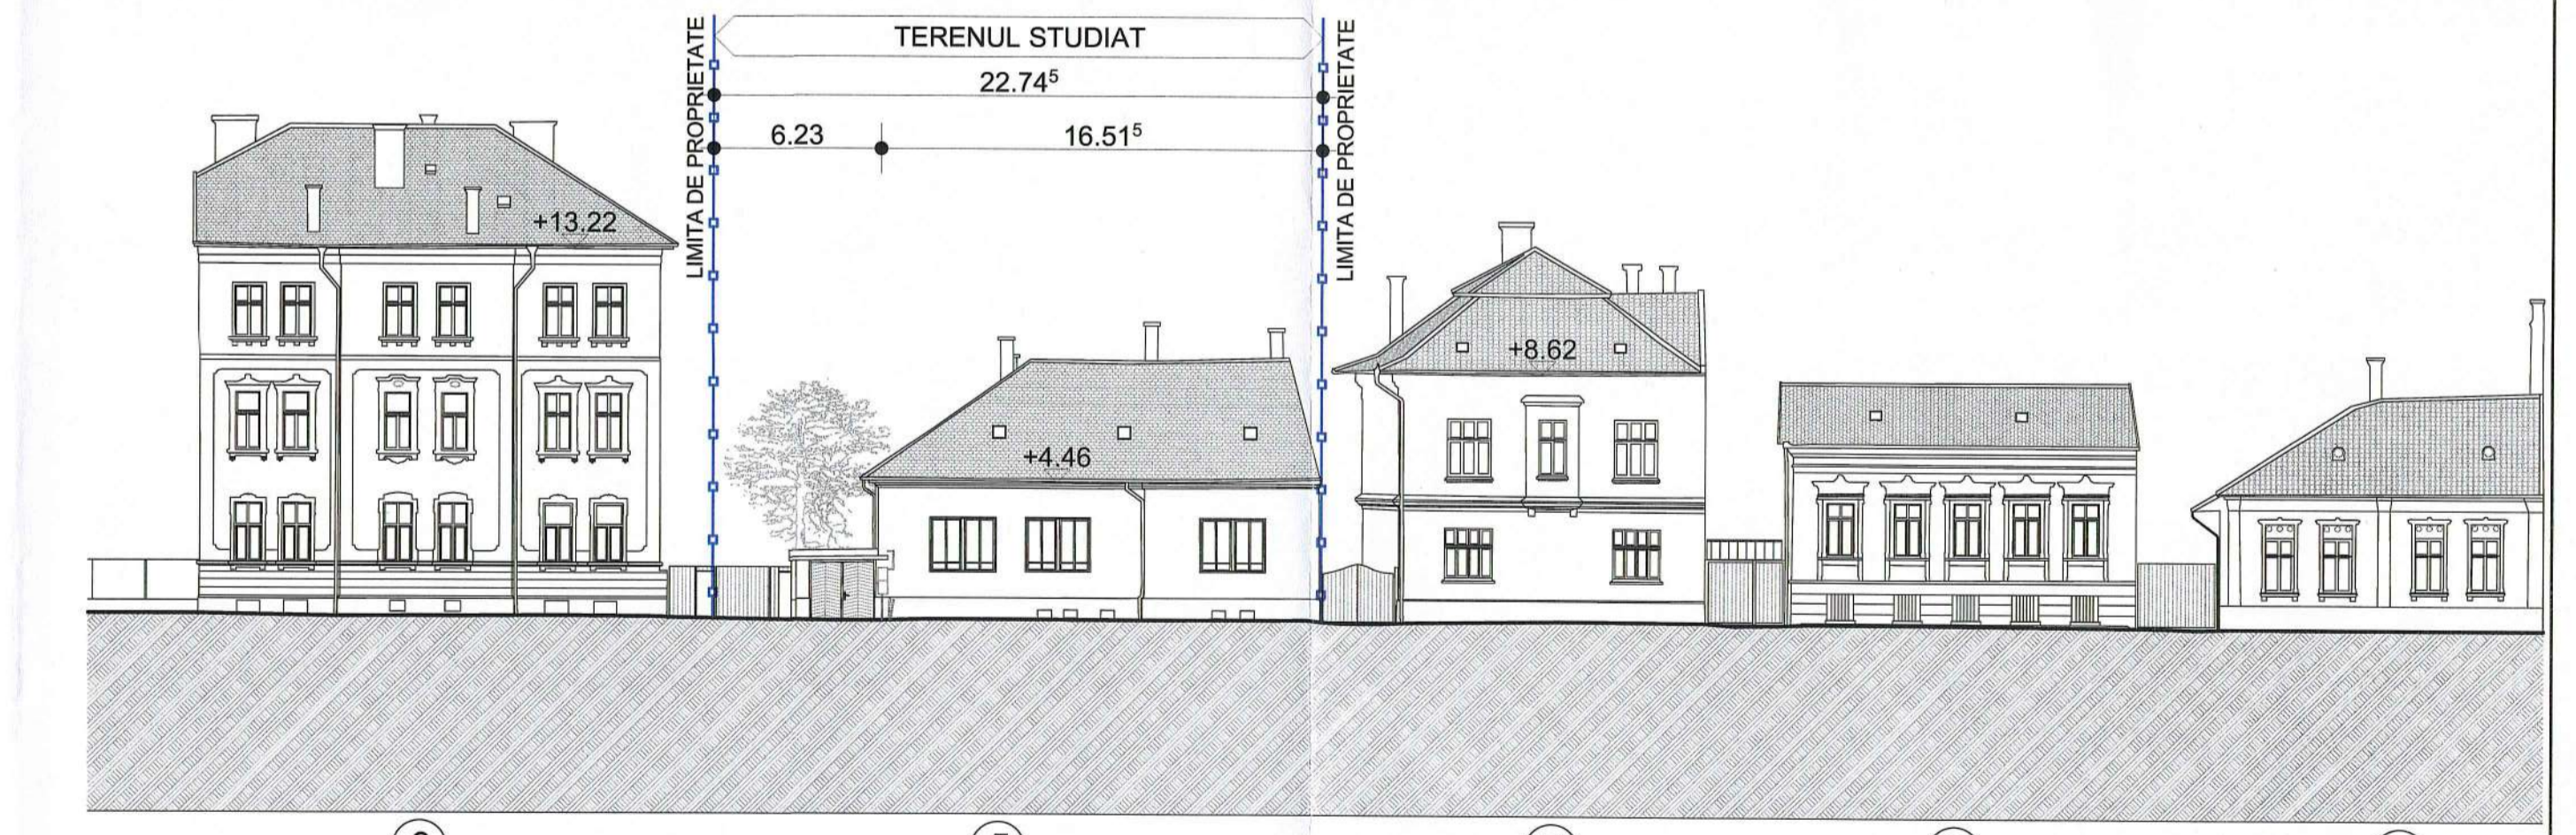 TERENUL STUDIAT
LIMITA DE PROPRIETATE
LIMITA DE PROPRIETATE
22.74⁵
6.23
16.51⁵
+13.22
+8.62
+4.46